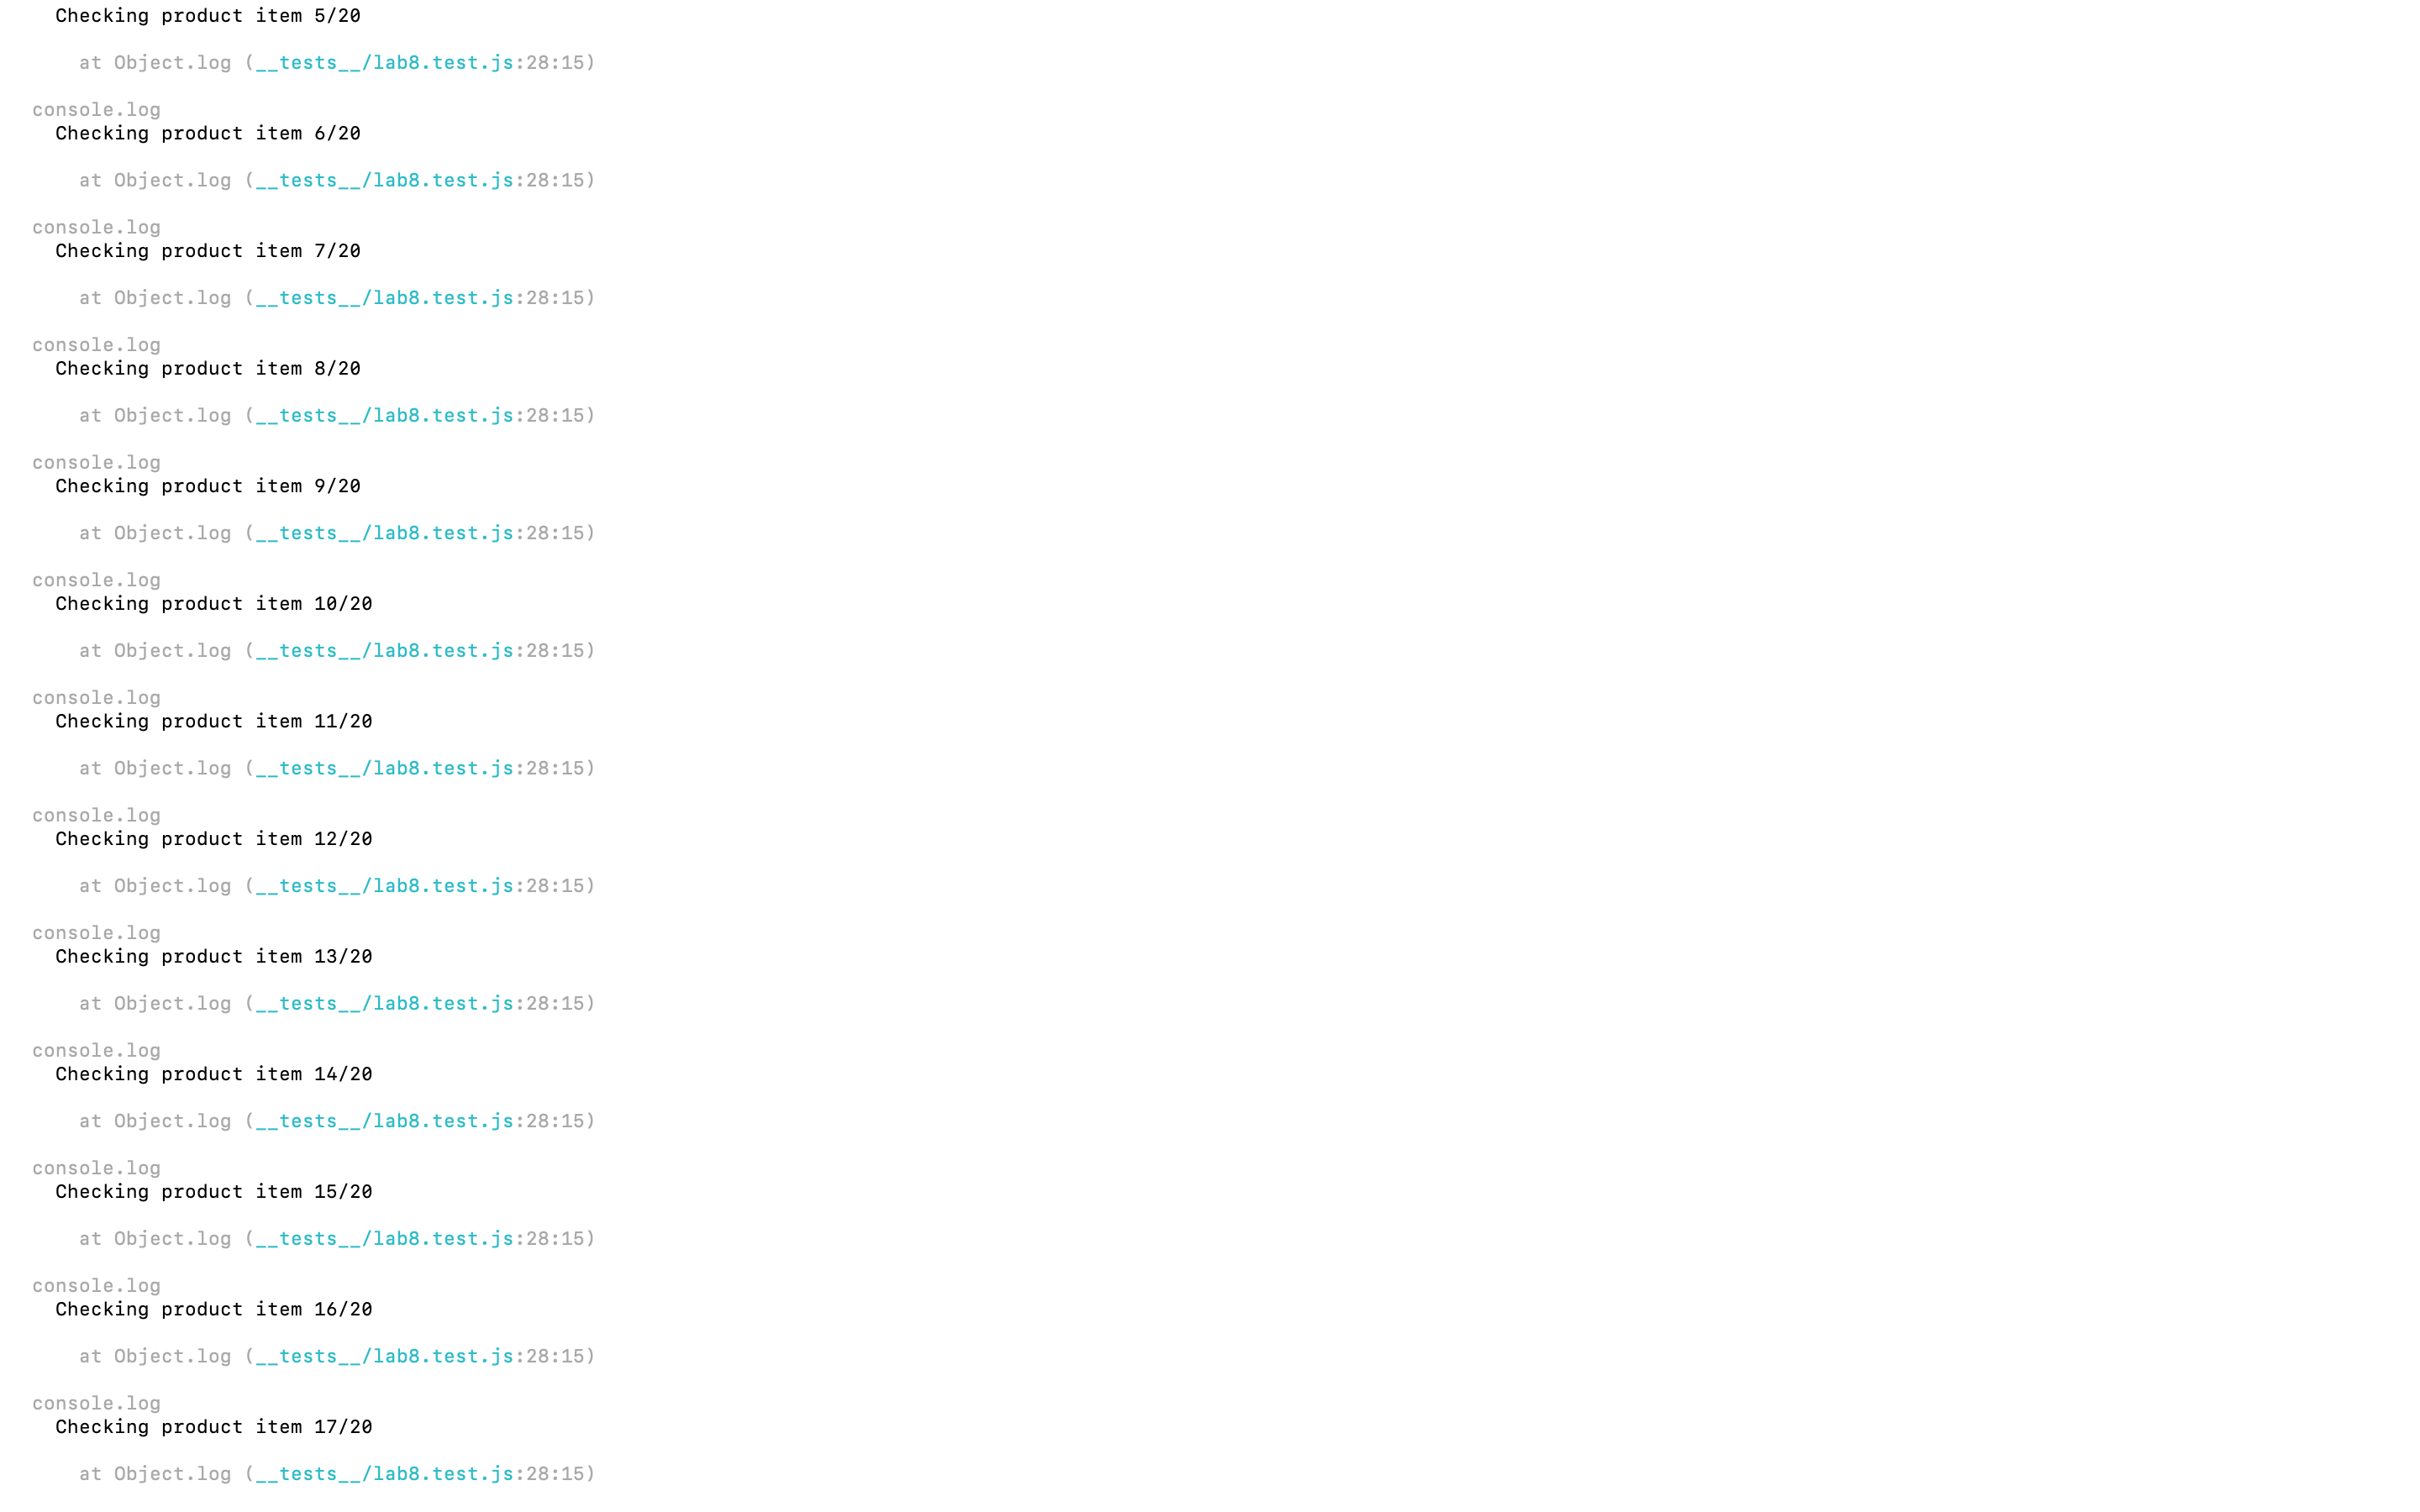 Checking product item 5/20
at Object.log (__tests__/lab8.test.js:28:15)
console.log
Checking product item 6/20
at Object.log (__tests__/lab8.test.js:28:15)
console.log
Checking product item 7/20
at Object.log (__tests__/lab8.test.js:28:15)
console.log
Checking product item 8/20
at Object.log (__tests__/lab8.test.js:28:15)
console.log
Checking product item 9/20
at Object.log (__tests__/lab8.test.js:28:15)
console.log
Checking product item 10/20
at Object.log (__tests__/lab8.test.js:28:15)
console.log
Checking product item 11/20
at Object.log (__tests__/lab8.test.js:28:15)
console.log
Checking product item 12/20
at Object.log (__tests__/lab8.test.js:28:15)
console.log
Checking product item 13/20
at Object.log (__tests__/lab8.test.js:28:15)
console.log
Checking product item 14/20
at Object.log (__tests__/lab8.test.js:28:15)
console.log
Checking product item 15/20
at Object.log (__tests__/lab8.test.js:28:15)
console.log
Checking product item 16/20
at Object.log (__tests__/lab8.test.js:28:15)
console.log
Checking product item 17/20
at Object.log (__tests__/lab8.test.js:28:15)